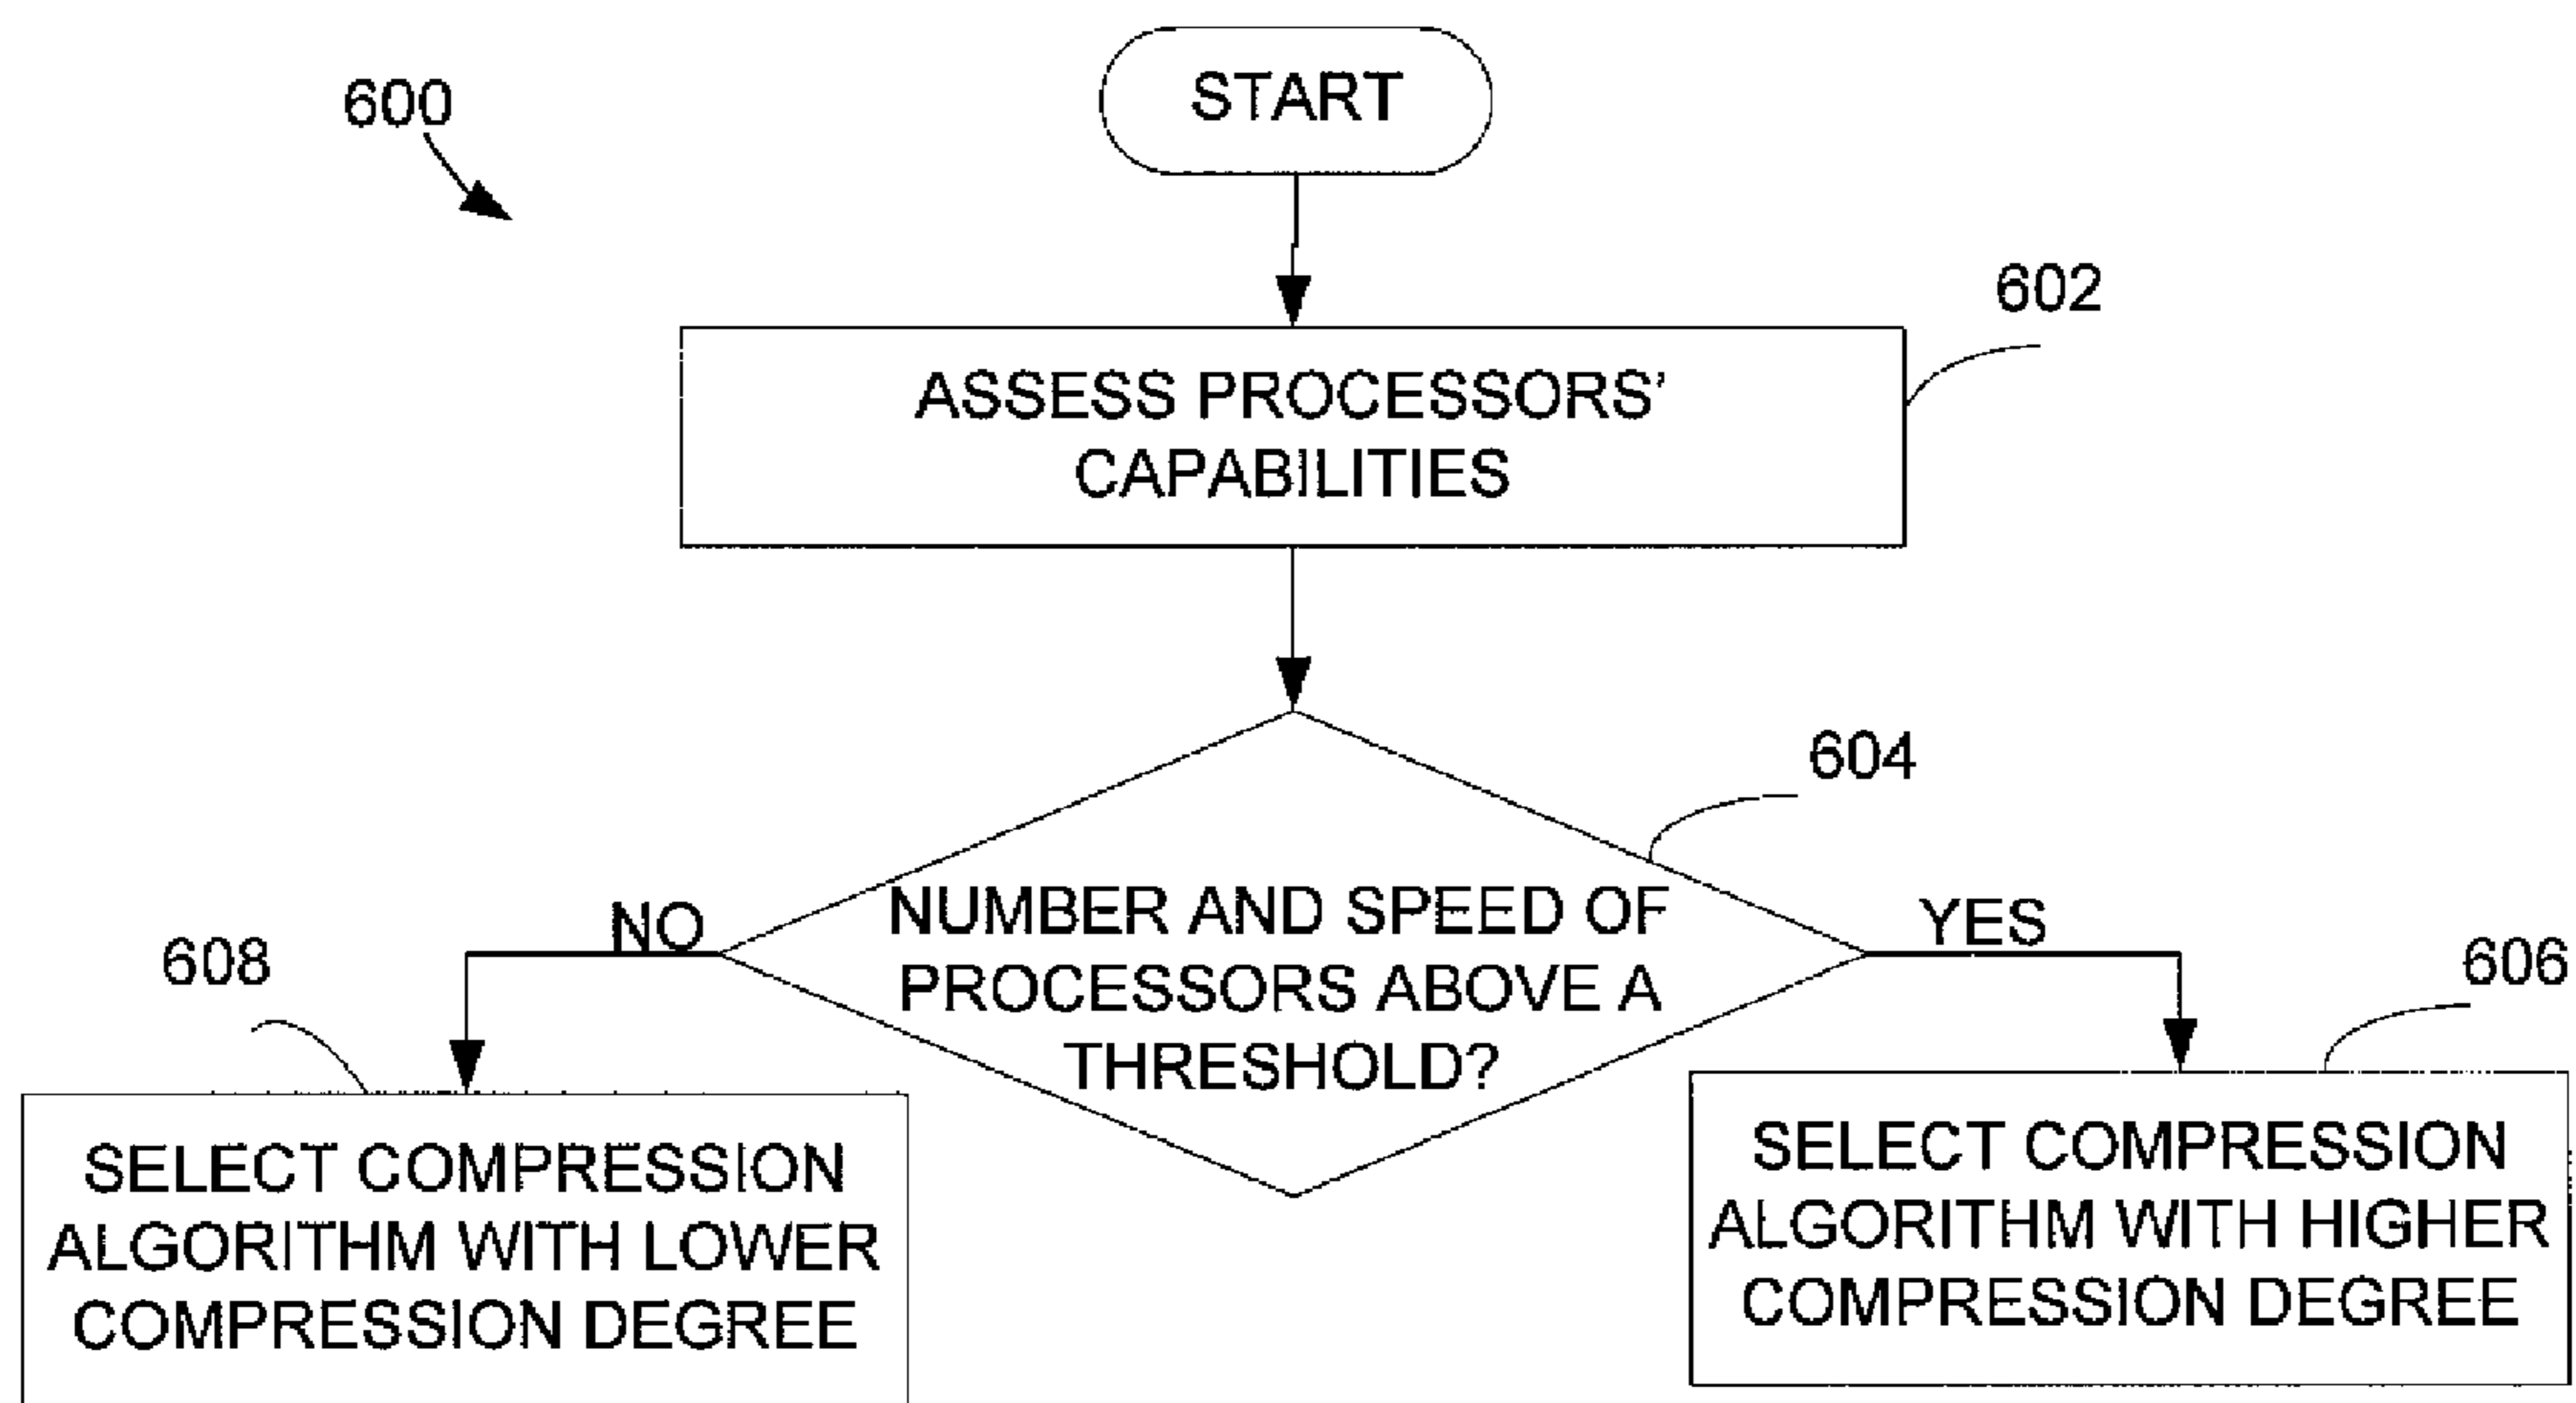 START
600
602
ASSESS PROCESSORS'
CAPABILITIES
604
NUMBER AND SPEED OF
PROCESSORS ABOVE A
THRESHOLD?
NO
YES
608
606
SELECT COMPRESSION
ALGORITHM WITH LOWER
COMPRESSION DEGREE
SELECT COMPRESSION
ALGORITHM WITH HIGHER
COMPRESSION DEGREE